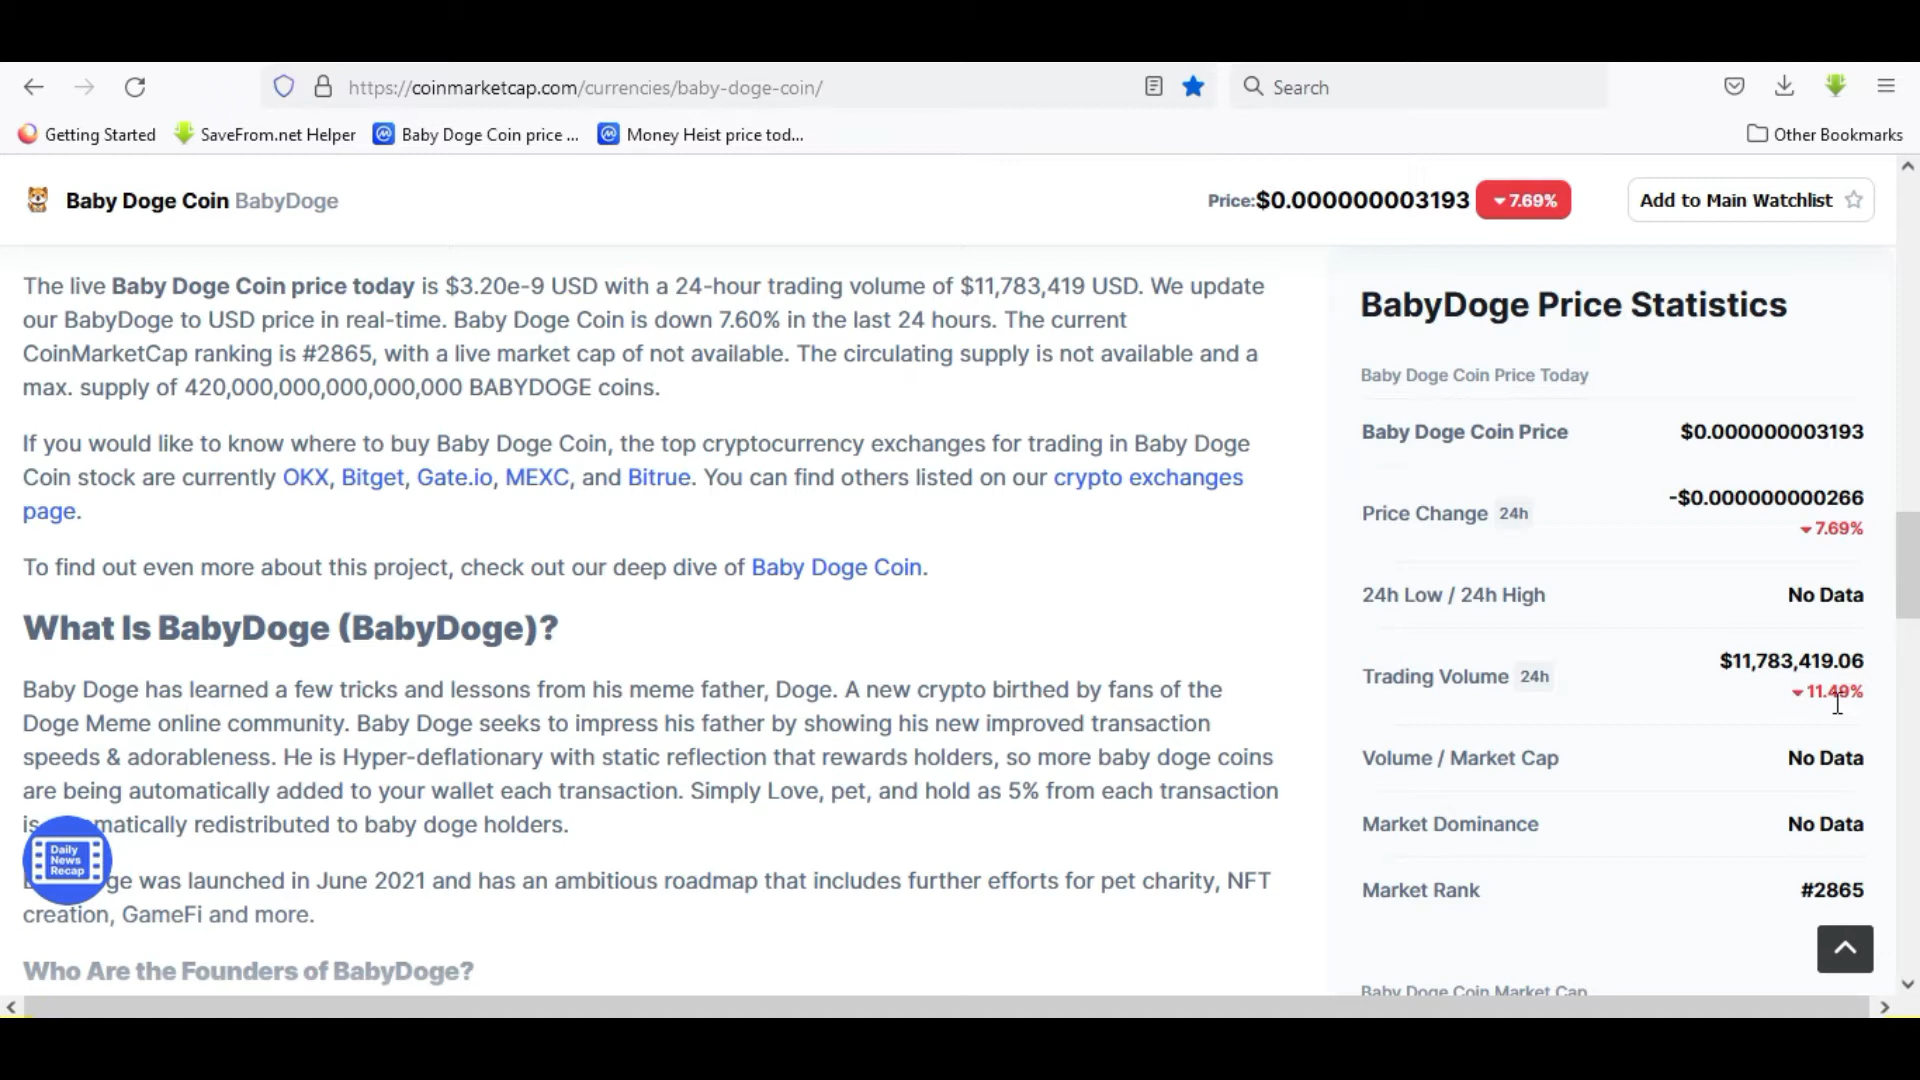 https://coinmarketcap.com/currencies/baby-doge-coin/
Search
Getting Started
SaveFrom.net Helper
Baby Doge Coin price ...
Money Heist price tod...
Other Bookmarks
Baby Doge Coin BabyDoge
Price:$0.000000003193
7.69%
Add to Main Watchlist
The live Baby Doge Coin price today is $3.20e-9 USD with a 24-hour trading volume of $11,783,419 USD. We update
our BabyDoge to USD price in real-time. Baby Doge Coin is down 7.60% in the last 24 hours. The current
CoinMarketCap ranking is #2865, with a live market cap of not available. The circulating supply is not available and a
max. supply of 420,000,000,000,000,000 BABYDOGE coins.
If you would like to know where to buy Baby Doge Coin, the top cryptocurrency exchanges for trading in Baby Doge
Coin stock are currently OKX, Bitget, Gate.io, MEXC, and Bitrue. You can find others listed on our crypto exchanges
page.
To find out even more about this project, check out our deep dive of Baby Doge Coin.
What Is BabyDoge (BabyDoge)?
Baby Doge has learned a few tricks and lessons from his meme father, Doge. A new crypto birthed by fans of the
Doge Meme online community. Baby Doge seeks to impress his father by showing his new improved transaction
speeds & adorableness. He is Hyper-deflationary with static reflection that rewards holders, so more baby doge coins
are being automatically added to your wallet each transaction. Simply Love, pet, and hold as 5% from each transaction
matically redistributed to baby doge holders.
ge was launched in June 2021 and has an ambitious roadmap that includes further efforts for pet charity, NFT
creation, GameFi and more.
Who Are the Founders of BabyDoge?
Daily
News
Recap
BabyDoge Price Statistics
Baby Doge Coin Price Today
Baby Doge Coin Price
$0.000000003193
Price Change 24h
-$0.000000000266
7.69%
24h Low / 24h High
No Data
Trading Volume 24h
$11,783,419.06
11.49%
Volume / Market Cap
No Data
Market Dominance
No Data
Market Rank
#2865
Baby Doge Coin Market Cap